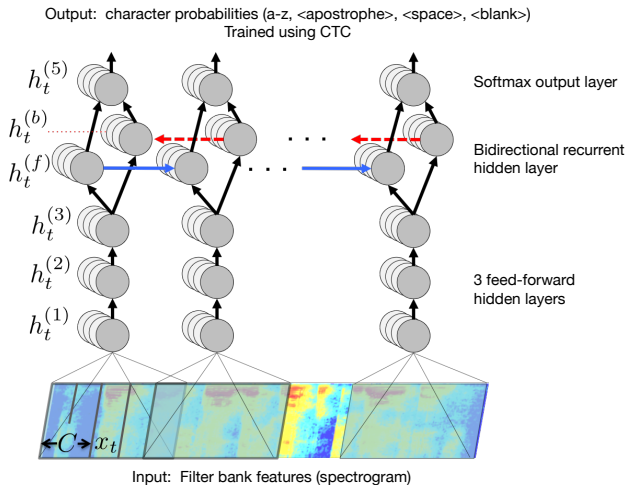 Output:  character probabilities (a-z, <apostrophe>, <space>, <blank>)
Trained using CTC
h_t^{(5)}
Softmax output layer
h_t^{(b)}
Bidirectional recurrent
hidden layer
h_t^{(f)}
h_t^{(3)}
h_t^{(2)}
3 feed-forward
hidden layers
h_t^{(1)}
C x_t
Input:  Filter bank features (spectrogram)